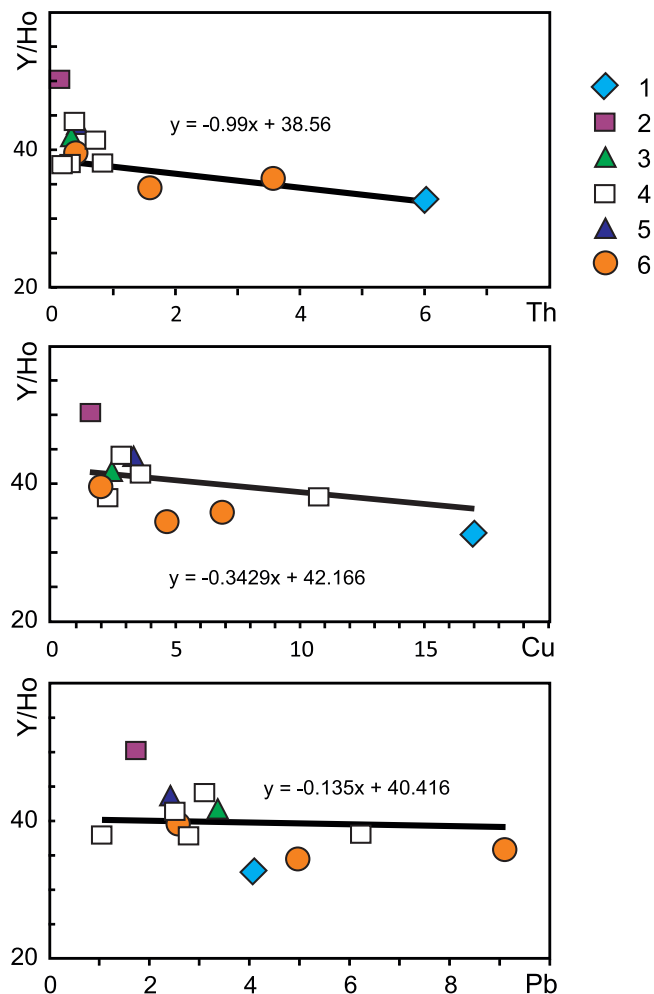 Y/Ho
40
20
y = -0.99x + 38.56
0 2 4 6 Th
1
2
3
4
5
6
Y/Ho
40
20
y = -0.3429x + 42.166
0 5 10 15 Cu
Y/Ho
40
20
y = -0.135x + 40.416
0 2 4 6 8 Pb